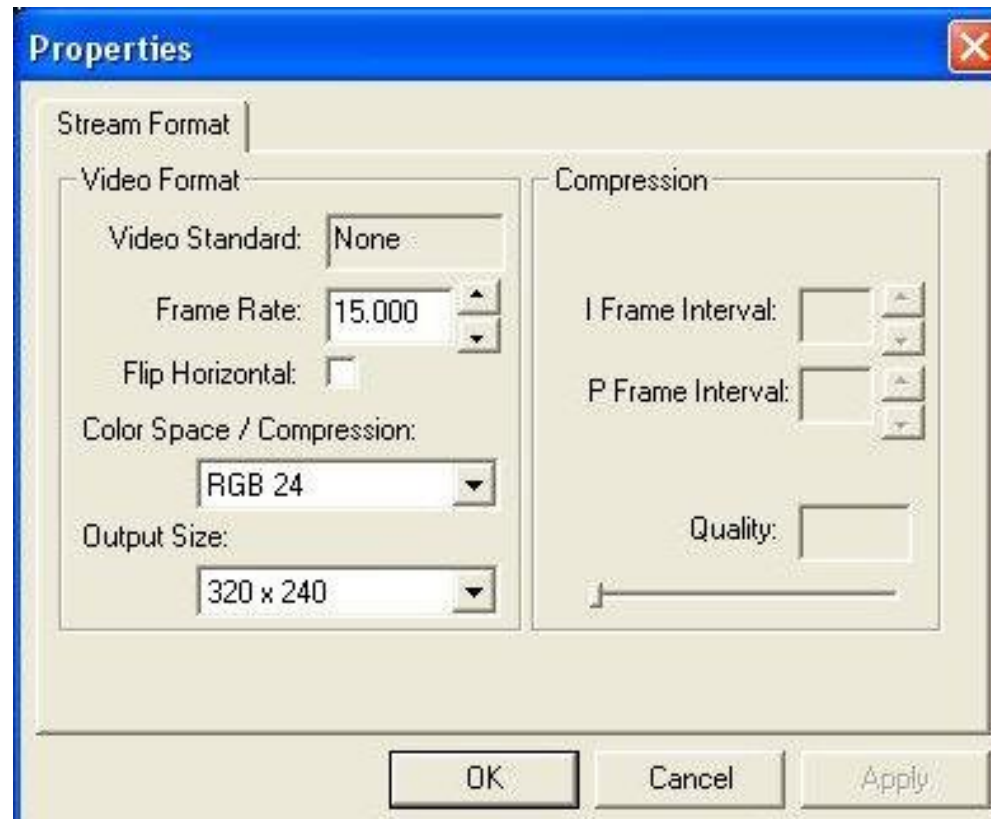 Properties
Stream Format
Video Format
Video Standard: None
Frame Rate: 15.000
Flip Horizontal:
Color Space / Compression:
RGB 24
Output Size:
320 x 240
Compression
I Frame Interval:
P Frame Interval:
Quality:
OK Cancel Apply